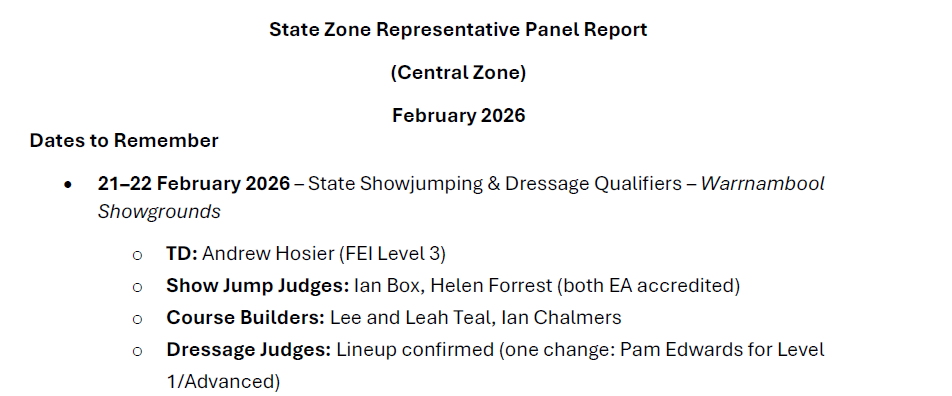 State Zone Representative Panel Report
(Central Zone)
February 2026
Dates to Remember
• 21–22 February 2026 – State Showjumping & Dressage Qualifiers – Warrnambool
Showgrounds
o TD: Andrew Hosier (FEI Level 3)
o Show Jump Judges: Ian Box, Helen Forrest (both EA accredited)
o Course Builders: Lee and Leah Teal, Ian Chalmers
o Dressage Judges: Lineup confirmed (one change: Pam Edwards for Level
1/Advanced)